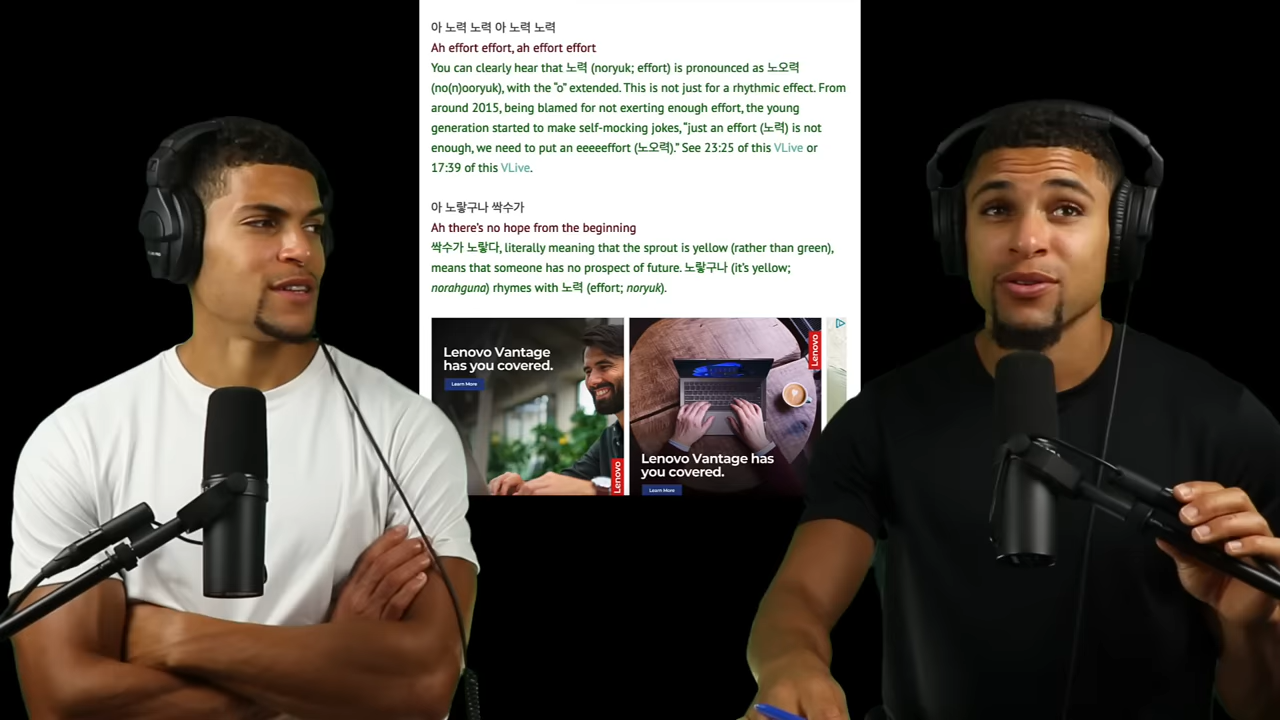 아 노력 노력 아 노력 노력
Ah effort effort, ah effort effort
You can clearly hear that 노력 (noryuk; effort) is pronounced as 노오력
(no(n)ooryuk), with the “o” extended. This is not just for a rhythmic effect. From
around 2015, being blamed for not exerting enough effort, the young
generation started to make self-mocking jokes, “just an effort (노력) is not
enough, we need to put an eeeeeffort (노오력).” See 23:25 of this VLive or
17:39 of this VLive.
아 노랗구나 싹수가
Ah there’s no hope from the beginning
싹수가 노랗다, literally meaning that the sprout is yellow (rather than green),
means that someone has no prospect of future. 노랗구나 (it’s yellow;
norahguna) rhymes with 노력 (effort; noryuk).
Lenovo Vantage
has you covered.
Learn More
Lenovo
Lenovo
Lenovo Vantage has
you covered.
Learn More